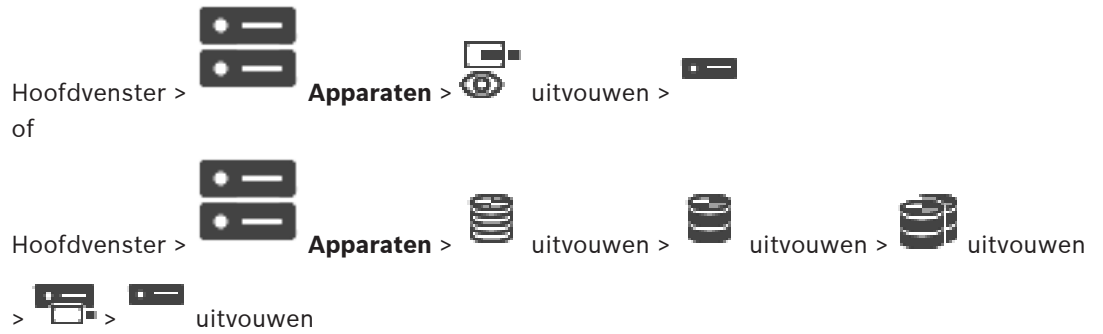 Hoofdvenster > Apparaten > uitvouwen >
of
Hoofdvenster > Apparaten > uitvouwen > uitvouwen > uitvouwen
> > uitvouwen